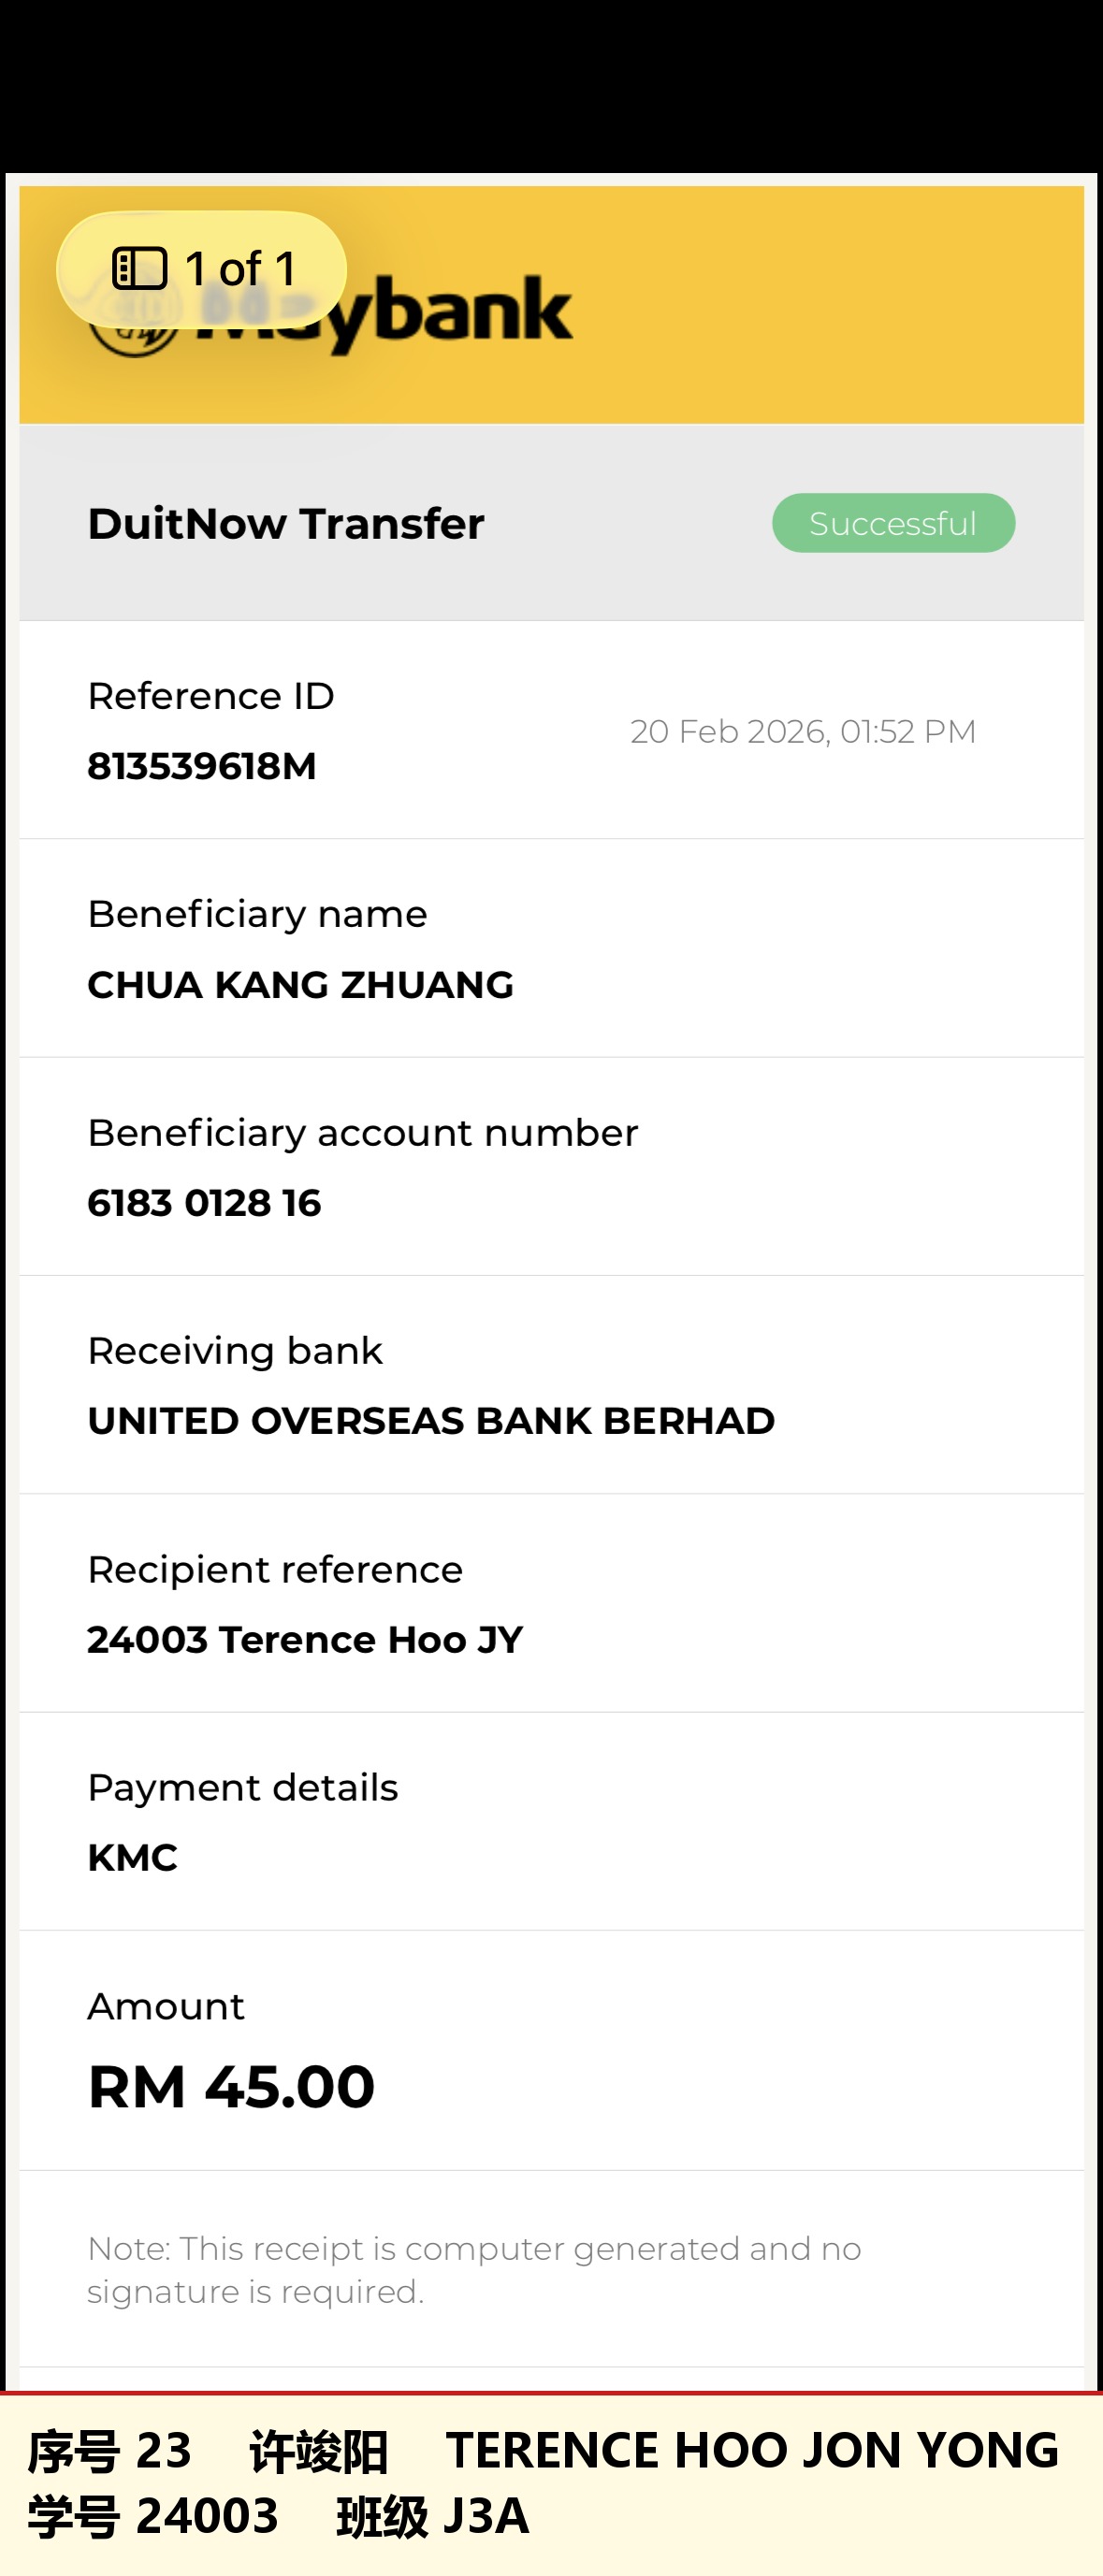 1 of 1
Maybank
DuitNow Transfer
Successful
Reference ID
20 Feb 2026, 01:52 PM
813539618M
Beneficiary name
CHUA KANG ZHUANG
Beneficiary account number
6183 0128 16
Receiving bank
UNITED OVERSEAS BANK BERHAD
Recipient reference
24003 Terence Hoo JY
Payment details
KMC
Amount
RM 45.00
Note: This receipt is computer generated and no
signature is required.
序号 23 许竣阳 TERENCE HOO JON YONG
学号 24003 班级 J3A